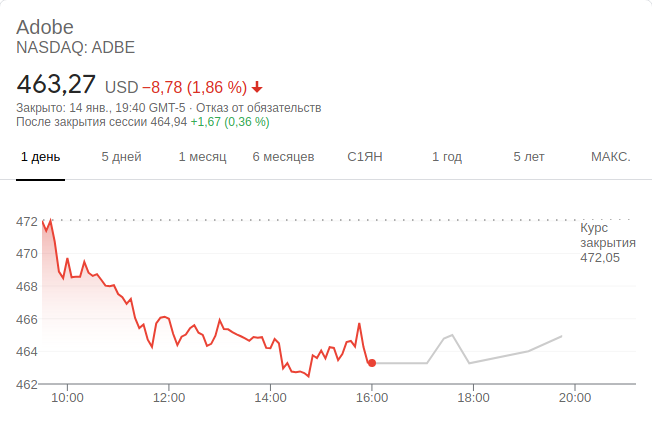 Adobe
NASDAQ: ADBE
463,27 USD −8,78 (1,86 %)
Закрыто: 14 янв., 19:40 GMT-5 · Отказ от обязательств
После закрытия сессии 464,94 +1,67 (0,36 %)
1 день 5 дней 1 месяц 6 месяцев С1ЯН 1 год 5 лет МАКС.
472
Курс
закрытия
472,05
470
468
466
464
462
10:00 12:00 14:00 16:00 18:00 20:00